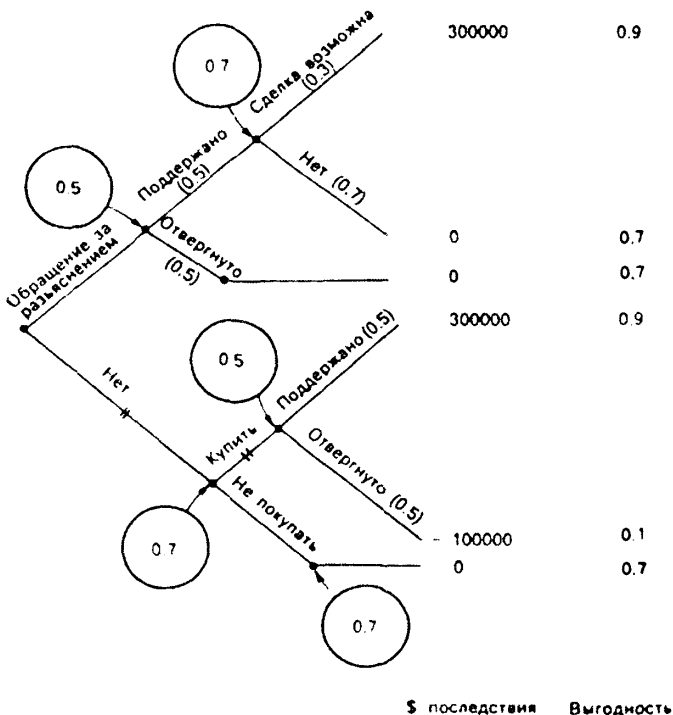 300000 0.9
0.7
Сделка возможна
(0.3)
Поддержано
(0.5)
Нет (0.7)
0.5
Отвергнуто
(0.5)
0 0.7
0 0.7
Обращение за
разъяснением
300000 0.9
Поддержано (0.5)
0.5
Нет
Купить
Отвергнуто (0.5)
Не покупать
0.7
- 100000 0.1
0 0.7
0.7
$ последствия Выгодность